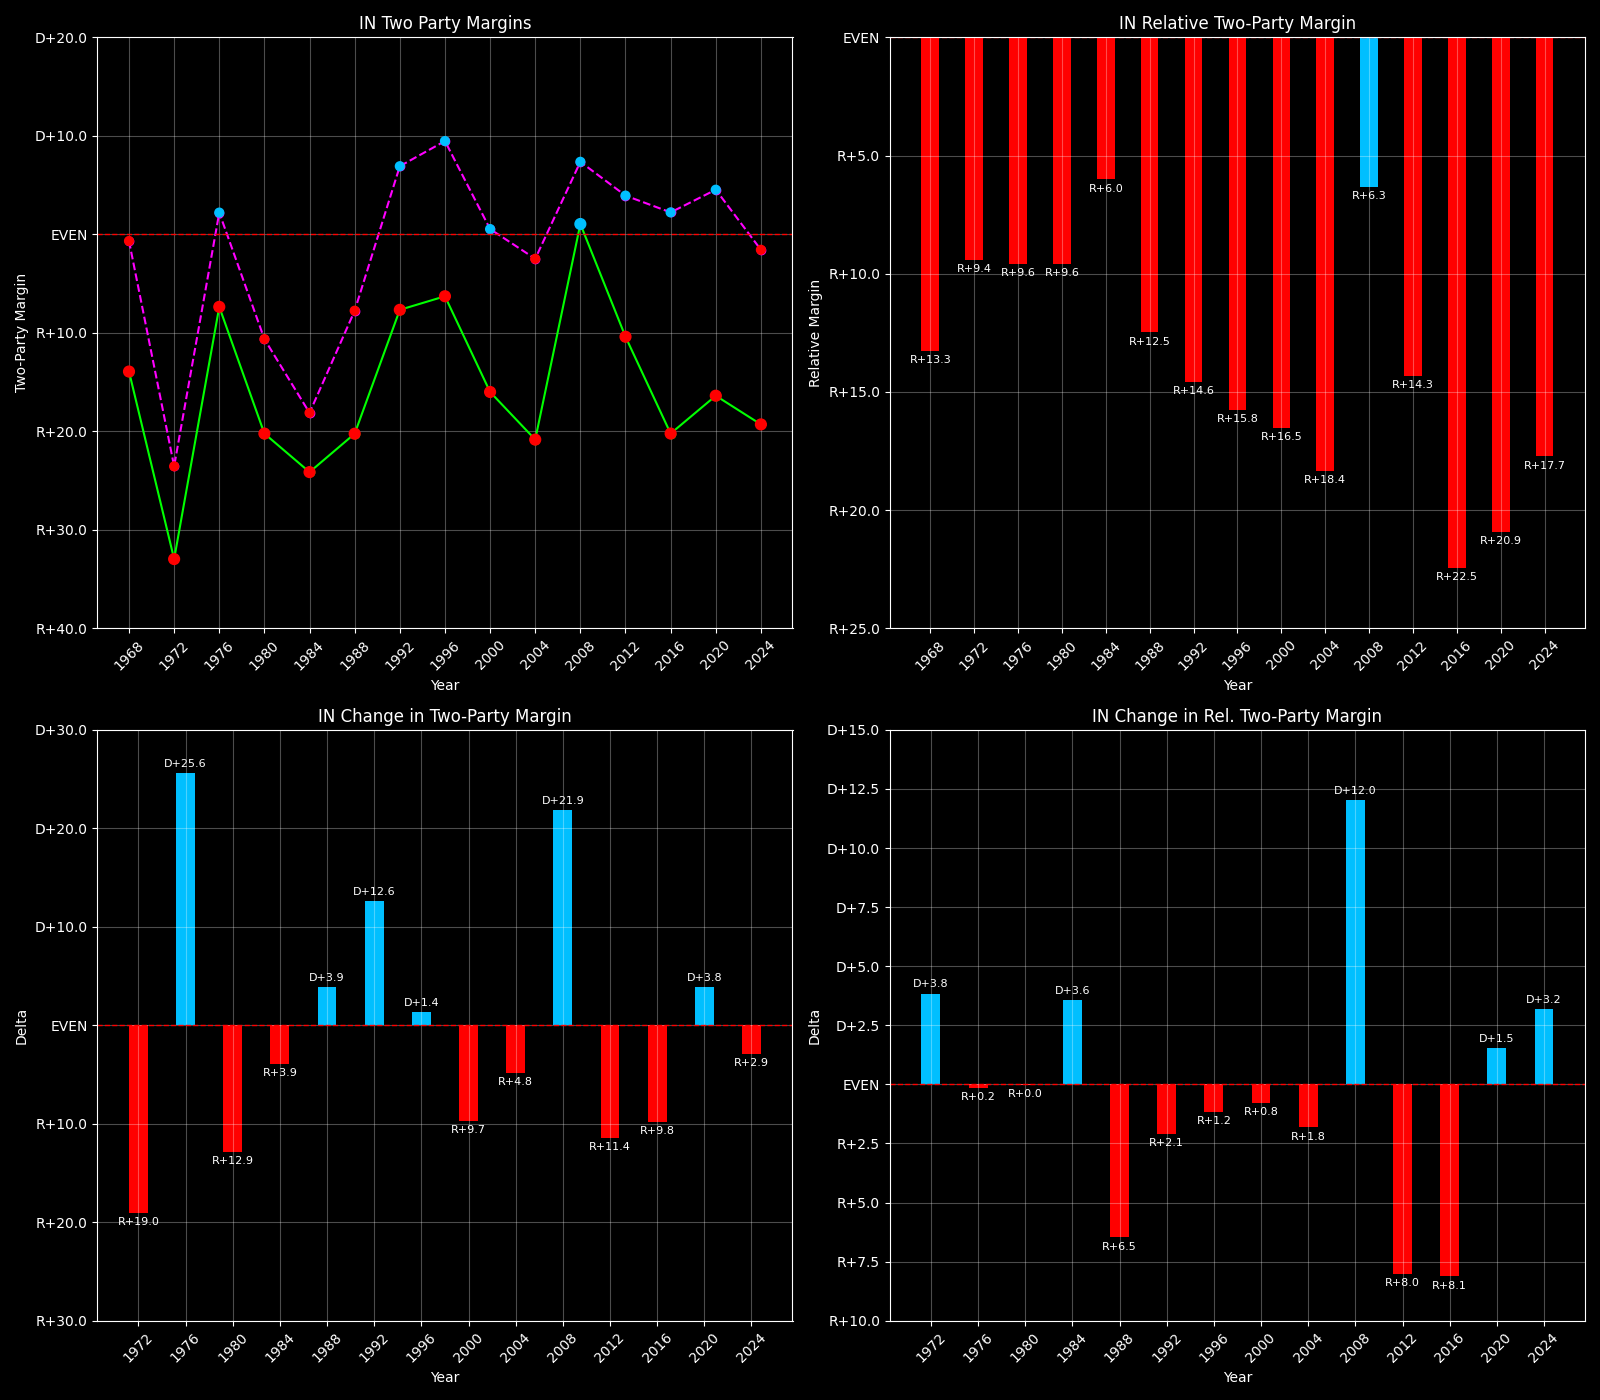 IN Two Party Margins
D+20.0
D+10.0
EVEN
R+10.0
R+20.0
R+30.0
R+40.0
Two-Party Margin
1968 1972 1976 1980 1984 1988 1992 1996 2000 2004 2008 2012 2016 2020 2024
Year
IN Relative Two-Party Margin
EVEN
R+5.0
R+10.0
R+15.0
R+20.0
R+25.0
Relative Margin
R+13.3
R+9.4
R+9.6
R+9.6
R+6.0
R+12.5
R+14.6
R+15.8
R+16.5
R+18.4
R+6.3
R+14.3
R+22.5
R+20.9
R+17.7
1968 1972 1976 1980 1984 1988 1992 1996 2000 2004 2008 2012 2016 2020 2024
Year
IN Change in Two-Party Margin
D+30.0
D+20.0
D+10.0
EVEN
R+10.0
R+20.0
R+30.0
Delta
R+19.0
D+25.6
R+12.9
R+3.9
D+3.9
D+12.6
D+1.4
R+9.7
R+4.8
D+21.9
R+11.4
R+9.8
D+3.8
R+2.9
1972 1976 1980 1984 1988 1992 1996 2000 2004 2008 2012 2016 2020 2024
Year
IN Change in Rel. Two-Party Margin
D+15.0
D+12.5
D+10.0
D+7.5
D+5.0
D+2.5
EVEN
R+2.5
R+5.0
R+7.5
R+10.0
Delta
D+3.8
R+0.2
R+0.0
D+3.6
R+6.5
R+2.1
R+1.2
R+0.8
R+1.8
D+12.0
R+8.0
R+8.1
D+1.5
D+3.2
1972 1976 1980 1984 1988 1992 1996 2000 2004 2008 2012 2016 2020 2024
Year